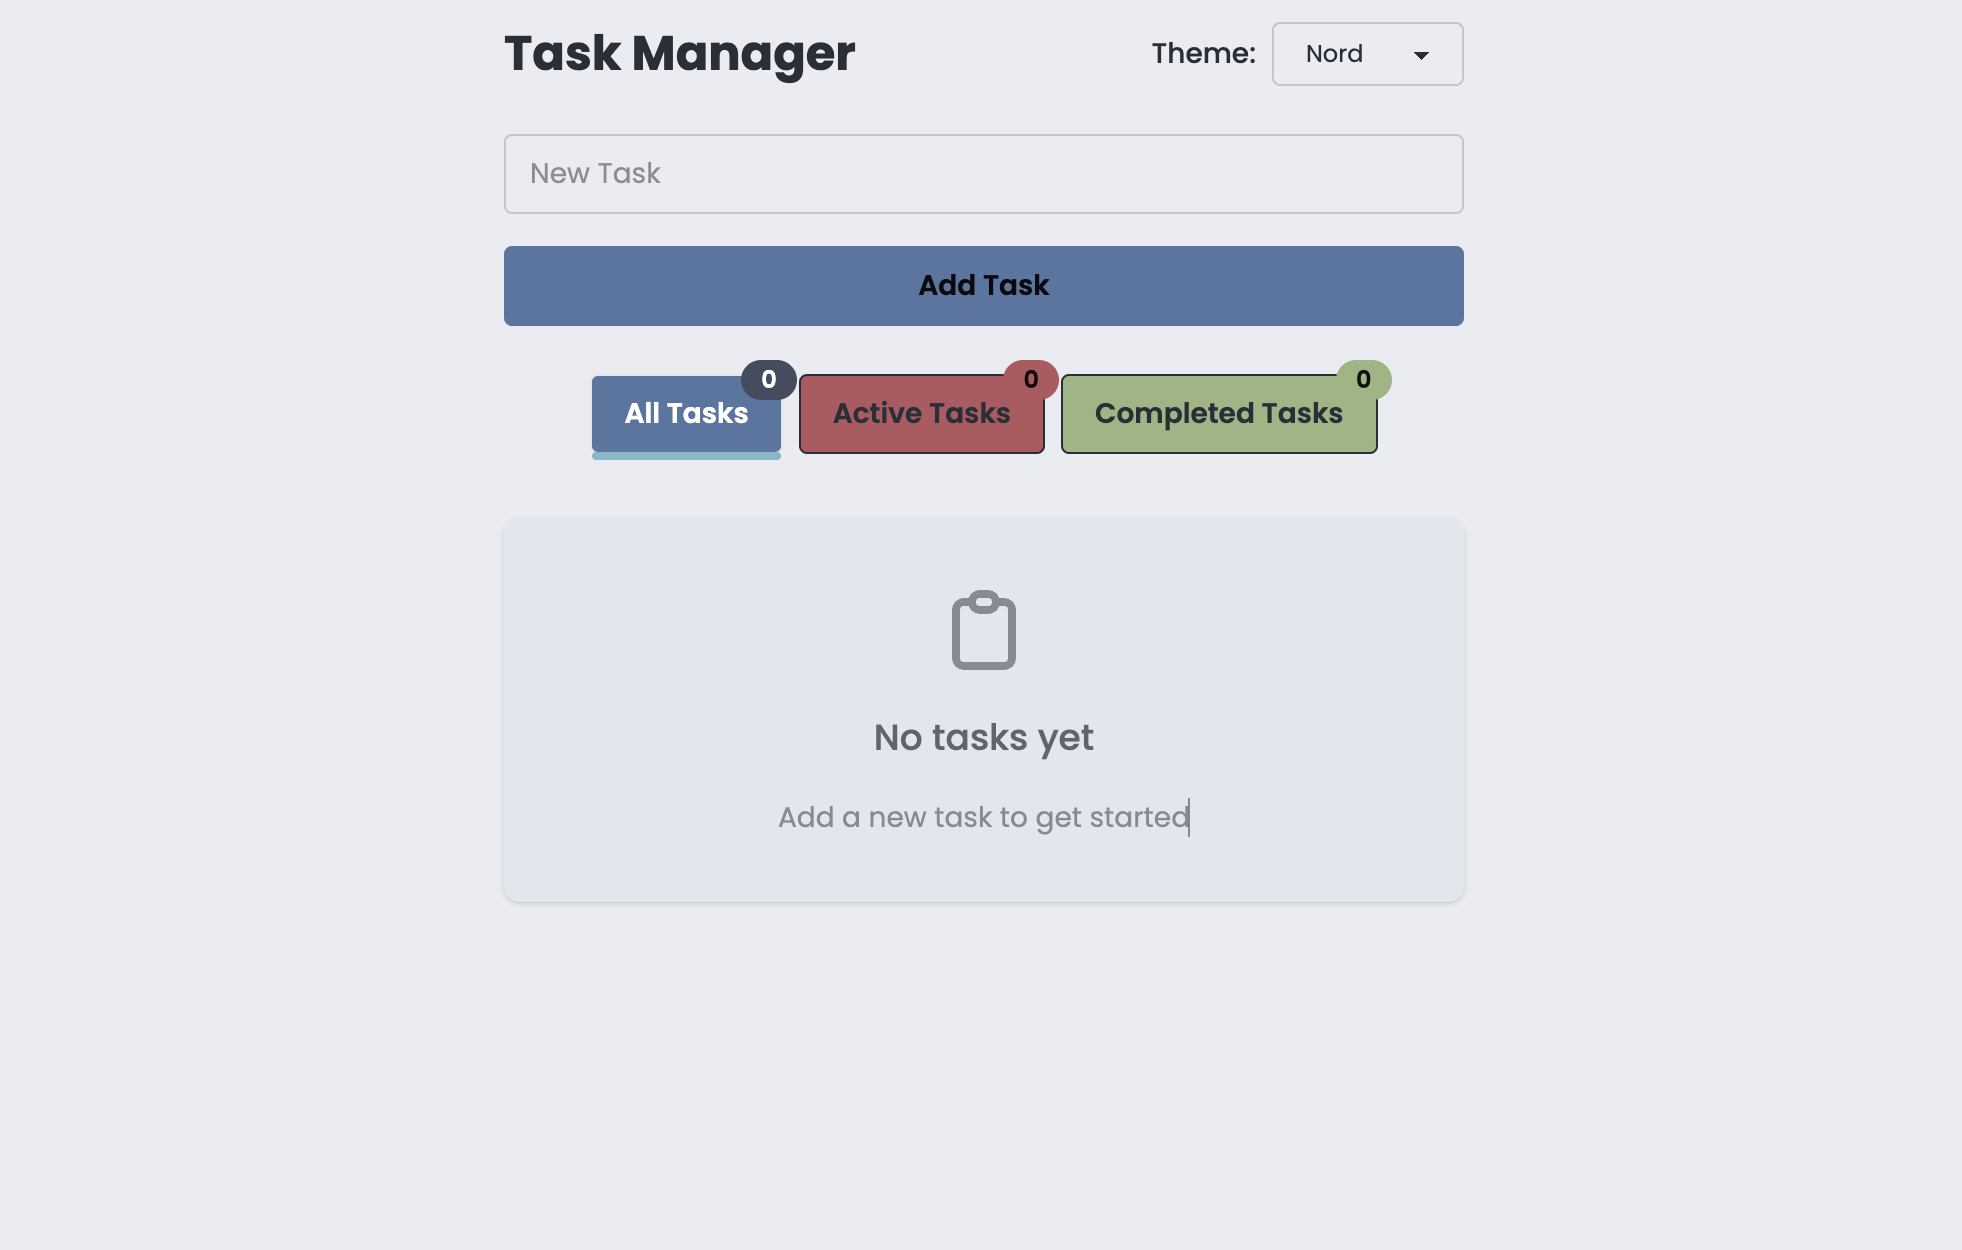 Task Manager
Theme: Nord
New Task
Add Task
All Tasks 0
Active Tasks 0
Completed Tasks 0
No tasks yet
Add a new task to get started